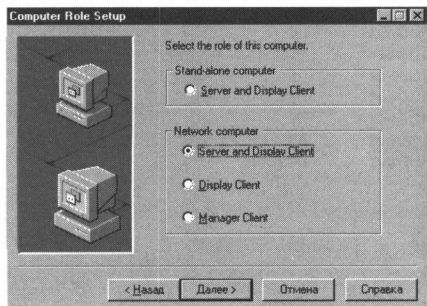 Computer Role Setup
Select the role of this computer.
Stand-alone computer
Server and Display Client
Network computer
Server and Display Client
Display Client
Manager Client
< Назад
Далее >
Отмена
Справка